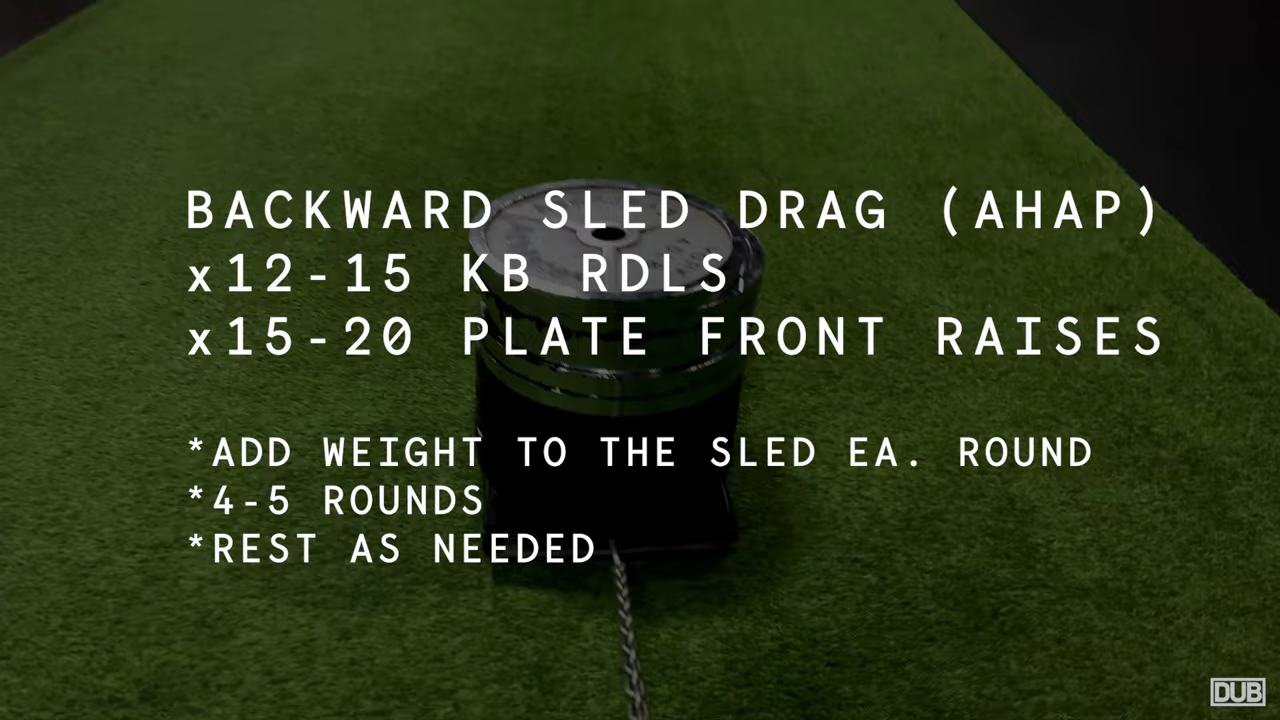 BACKWARD SLED DRAG (AHAP)
x12-15 KB RDLS
x15-20 PLATE FRONT RAISES
*ADD WEIGHT TO THE SLED EA. ROUND
*4-5 ROUNDS
*REST AS NEEDED
DUB